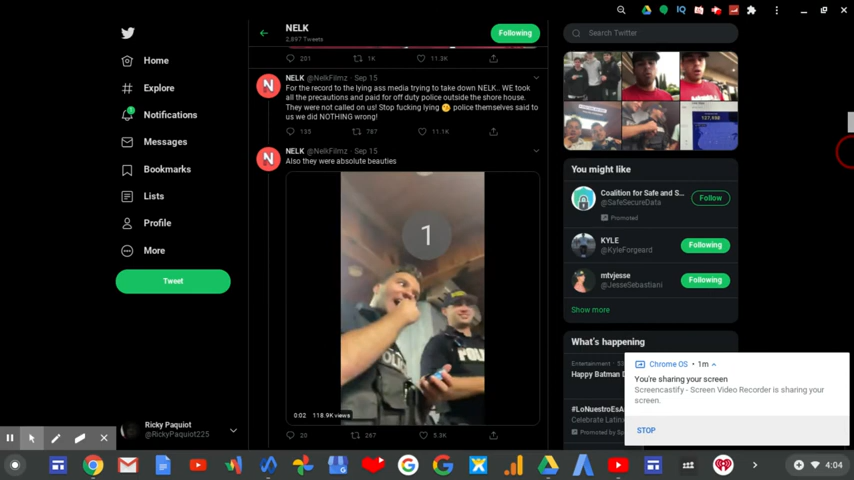 NELK
2,897 Tweets
Following
Search Twitter
Home
Explore
Notifications
Messages
Bookmarks
Lists
Profile
More
Tweet
201 1K 11.3K
NELK @NelkFilmz · Sep 15
For the record to the lying ass media trying to take down NELK.. WE took
all the precautions and paid for off duty police outside the shore house.
They were not called on us! Stop fucking lying police themselves said to
us we did NOTHING wrong!
135 787 11.1K
NELK @NelkFilmz · Sep 15
Also they were absolute beauties
1
0:02 118.9K views
20 267 5.3K
You might like
Coalition for Safe and S...
@SafeSecureData
Follow
Promoted
KYLE
@KyleForgeard
Following
mtvjesse
@JesseSebastiani
Following
Show more
What's happening
Entertainment
Happy Batman D
#LoNuestroEsA
Celebrate Latin
Promoted by
Chrome OS • 1m
You're sharing your screen
Screencastify - Screen Video Recorder is sharing your
screen.
STOP
Ricky Paquiot
@RickyPaquiot225
4:04